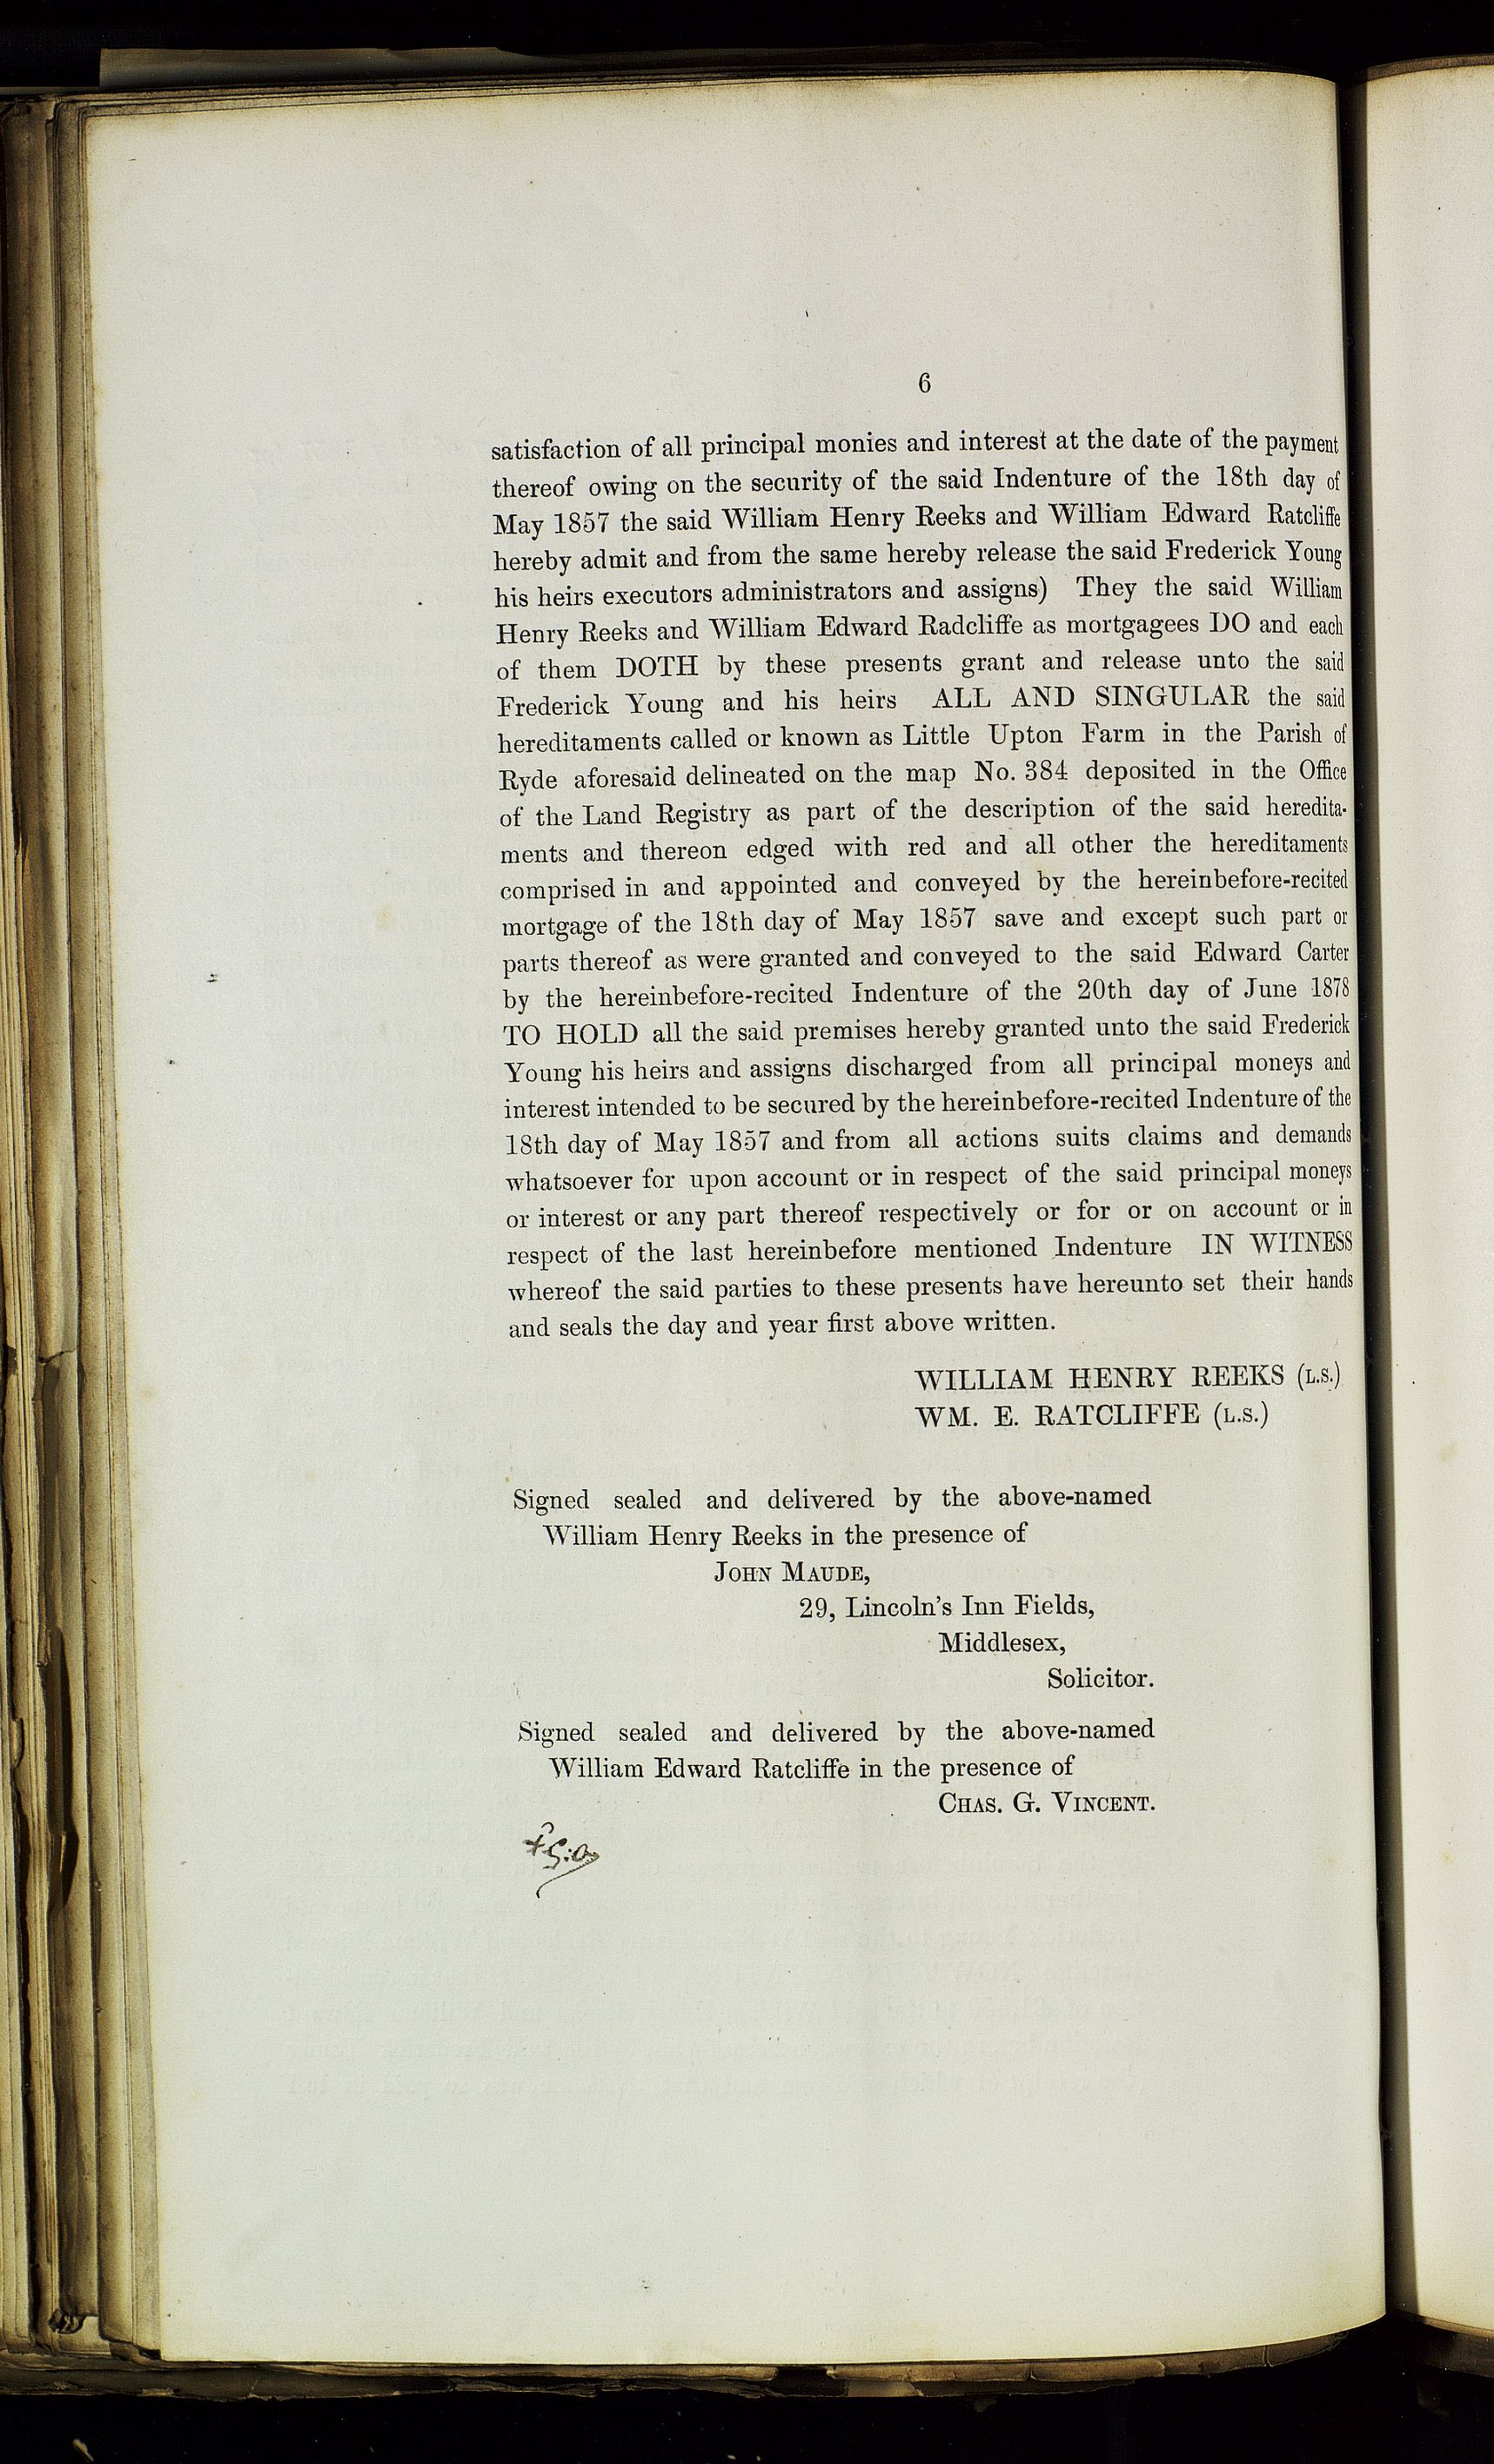 6
satisfaction of all principal monies and interest at the date of the payment
thereof owing on the security of the said Indenture of the 18th day of
May 1857 the said William Henry Reeks and William Edward Ratcliffe
hereby admit and from the same hereby release the said Frederick Young
his heirs executors administrators and assigns) They the said William
Henry Reeks and William Edward Radcliffe as mortgagees DO and each
of them DOTH by these presents grant and release unto the said
Frederick Young and his heirs ALL AND SINGULAR the said
hereditaments called or known as Little Upton Farm in the Parish of
Ryde aforesaid delineated on the map No. 384 deposited in the Office
of the Land Registry as part of the description of the said heredita-
ments and thereon edged with red and all other the hereditaments
comprised in and appointed and conveyed by the hereinbefore-recited
mortgage of the 18th day of May 1857 save and except such part or
parts thereof as were granted and conveyed to the said Edward Carter
by the hereinbefore-recited Indenture of the 20th day of June 1878
TO HOLD all the said premises hereby granted unto the said Frederick
Young his heirs and assigns discharged from all principal moneys and
interest intended to be secured by the hereinbefore-recited Indenture of the
18th day of May 1857 and from all actions suits claims and demands
whatsoever for upon account or in respect of the said principal moneys
or interest or any part thereof respectively or for or on account or in
respect of the last hereinbefore mentioned Indenture IN WITNESS
whereof the said parties to these presents have hereunto set their hands
and seals the day and year first above written.
WILLIAM HENRY REEKS (L.S.)
WM. E. RATCLIFFE (L.S.)
Signed sealed and delivered by the above-named
William Henry Reeks in the presence of
JOHN MAUDE,
29, Lincoln's Inn Fields,
Middlesex,
Solicitor.
Signed sealed and delivered by the above-named
William Edward Ratcliffe in the presence of
CHAS. G. VINCENT.